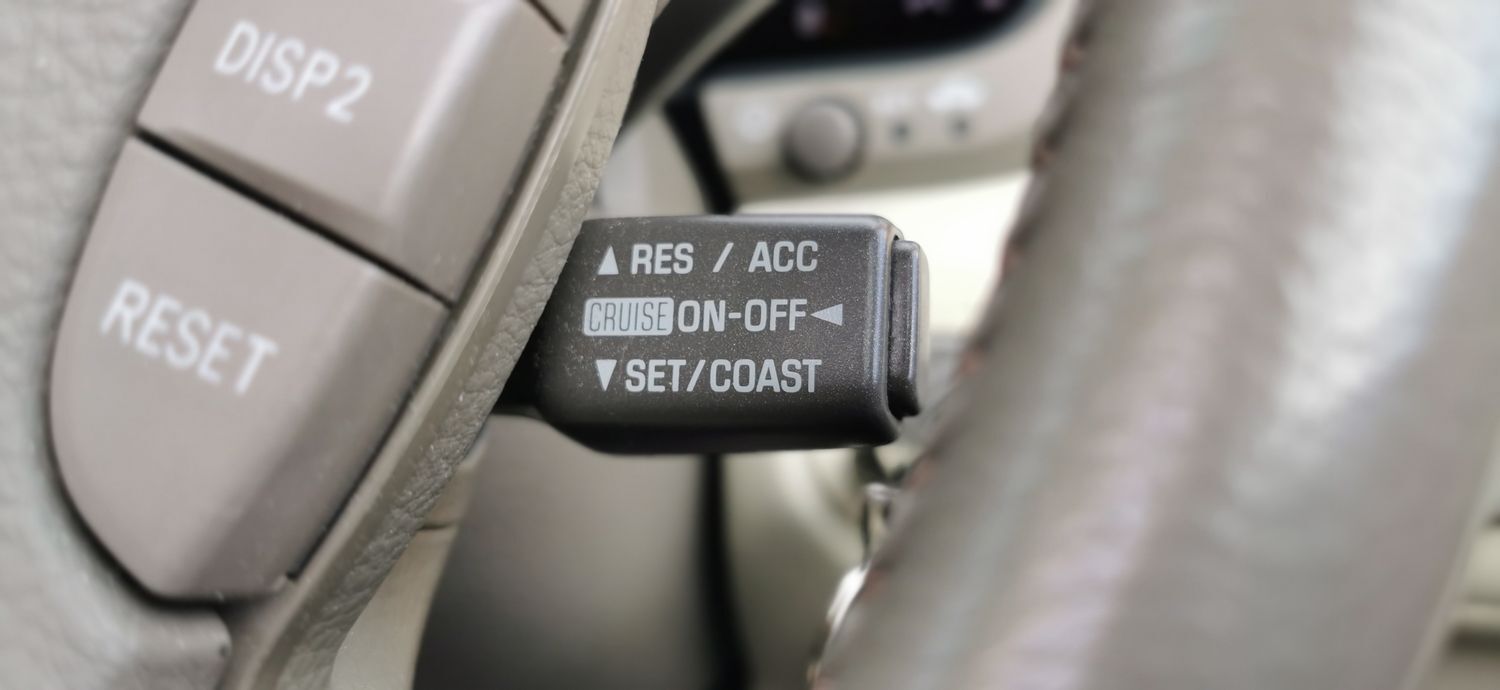 DISP2
RESET
▲ RES / ACC
CRUISE ON-OFF ◀
▼ SET/COAST